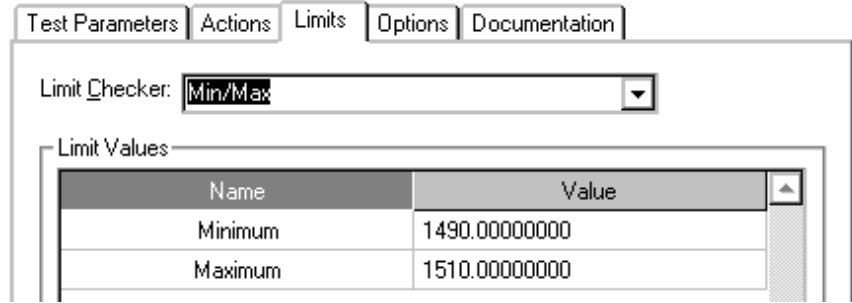 Test Parameters Actions Limits Options Documentation
Limit Checker: Min/Max
Limit Values
Name Value
Minimum 1490.00000000
Maximum 1510.00000000